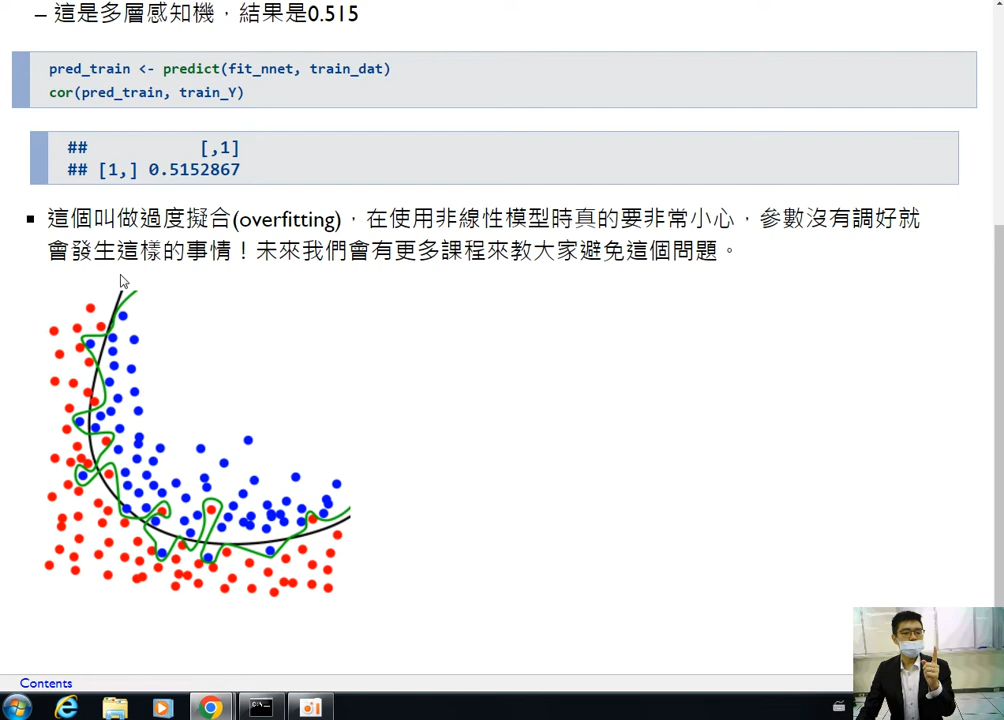 – 這是多層感知機，結果是0.515
pred_train <- predict(fit_nnet, train_dat)
cor(pred_train, train_Y)
## [,1]
## [1,] 0.5152867
▪ 這個叫做過度擬合(overfitting)，在使用非線性模型時真的要非常小心，參數沒有調好就
會發生這樣的事情！未來我們會有更多課程來教大家避免這個問題。
Contents